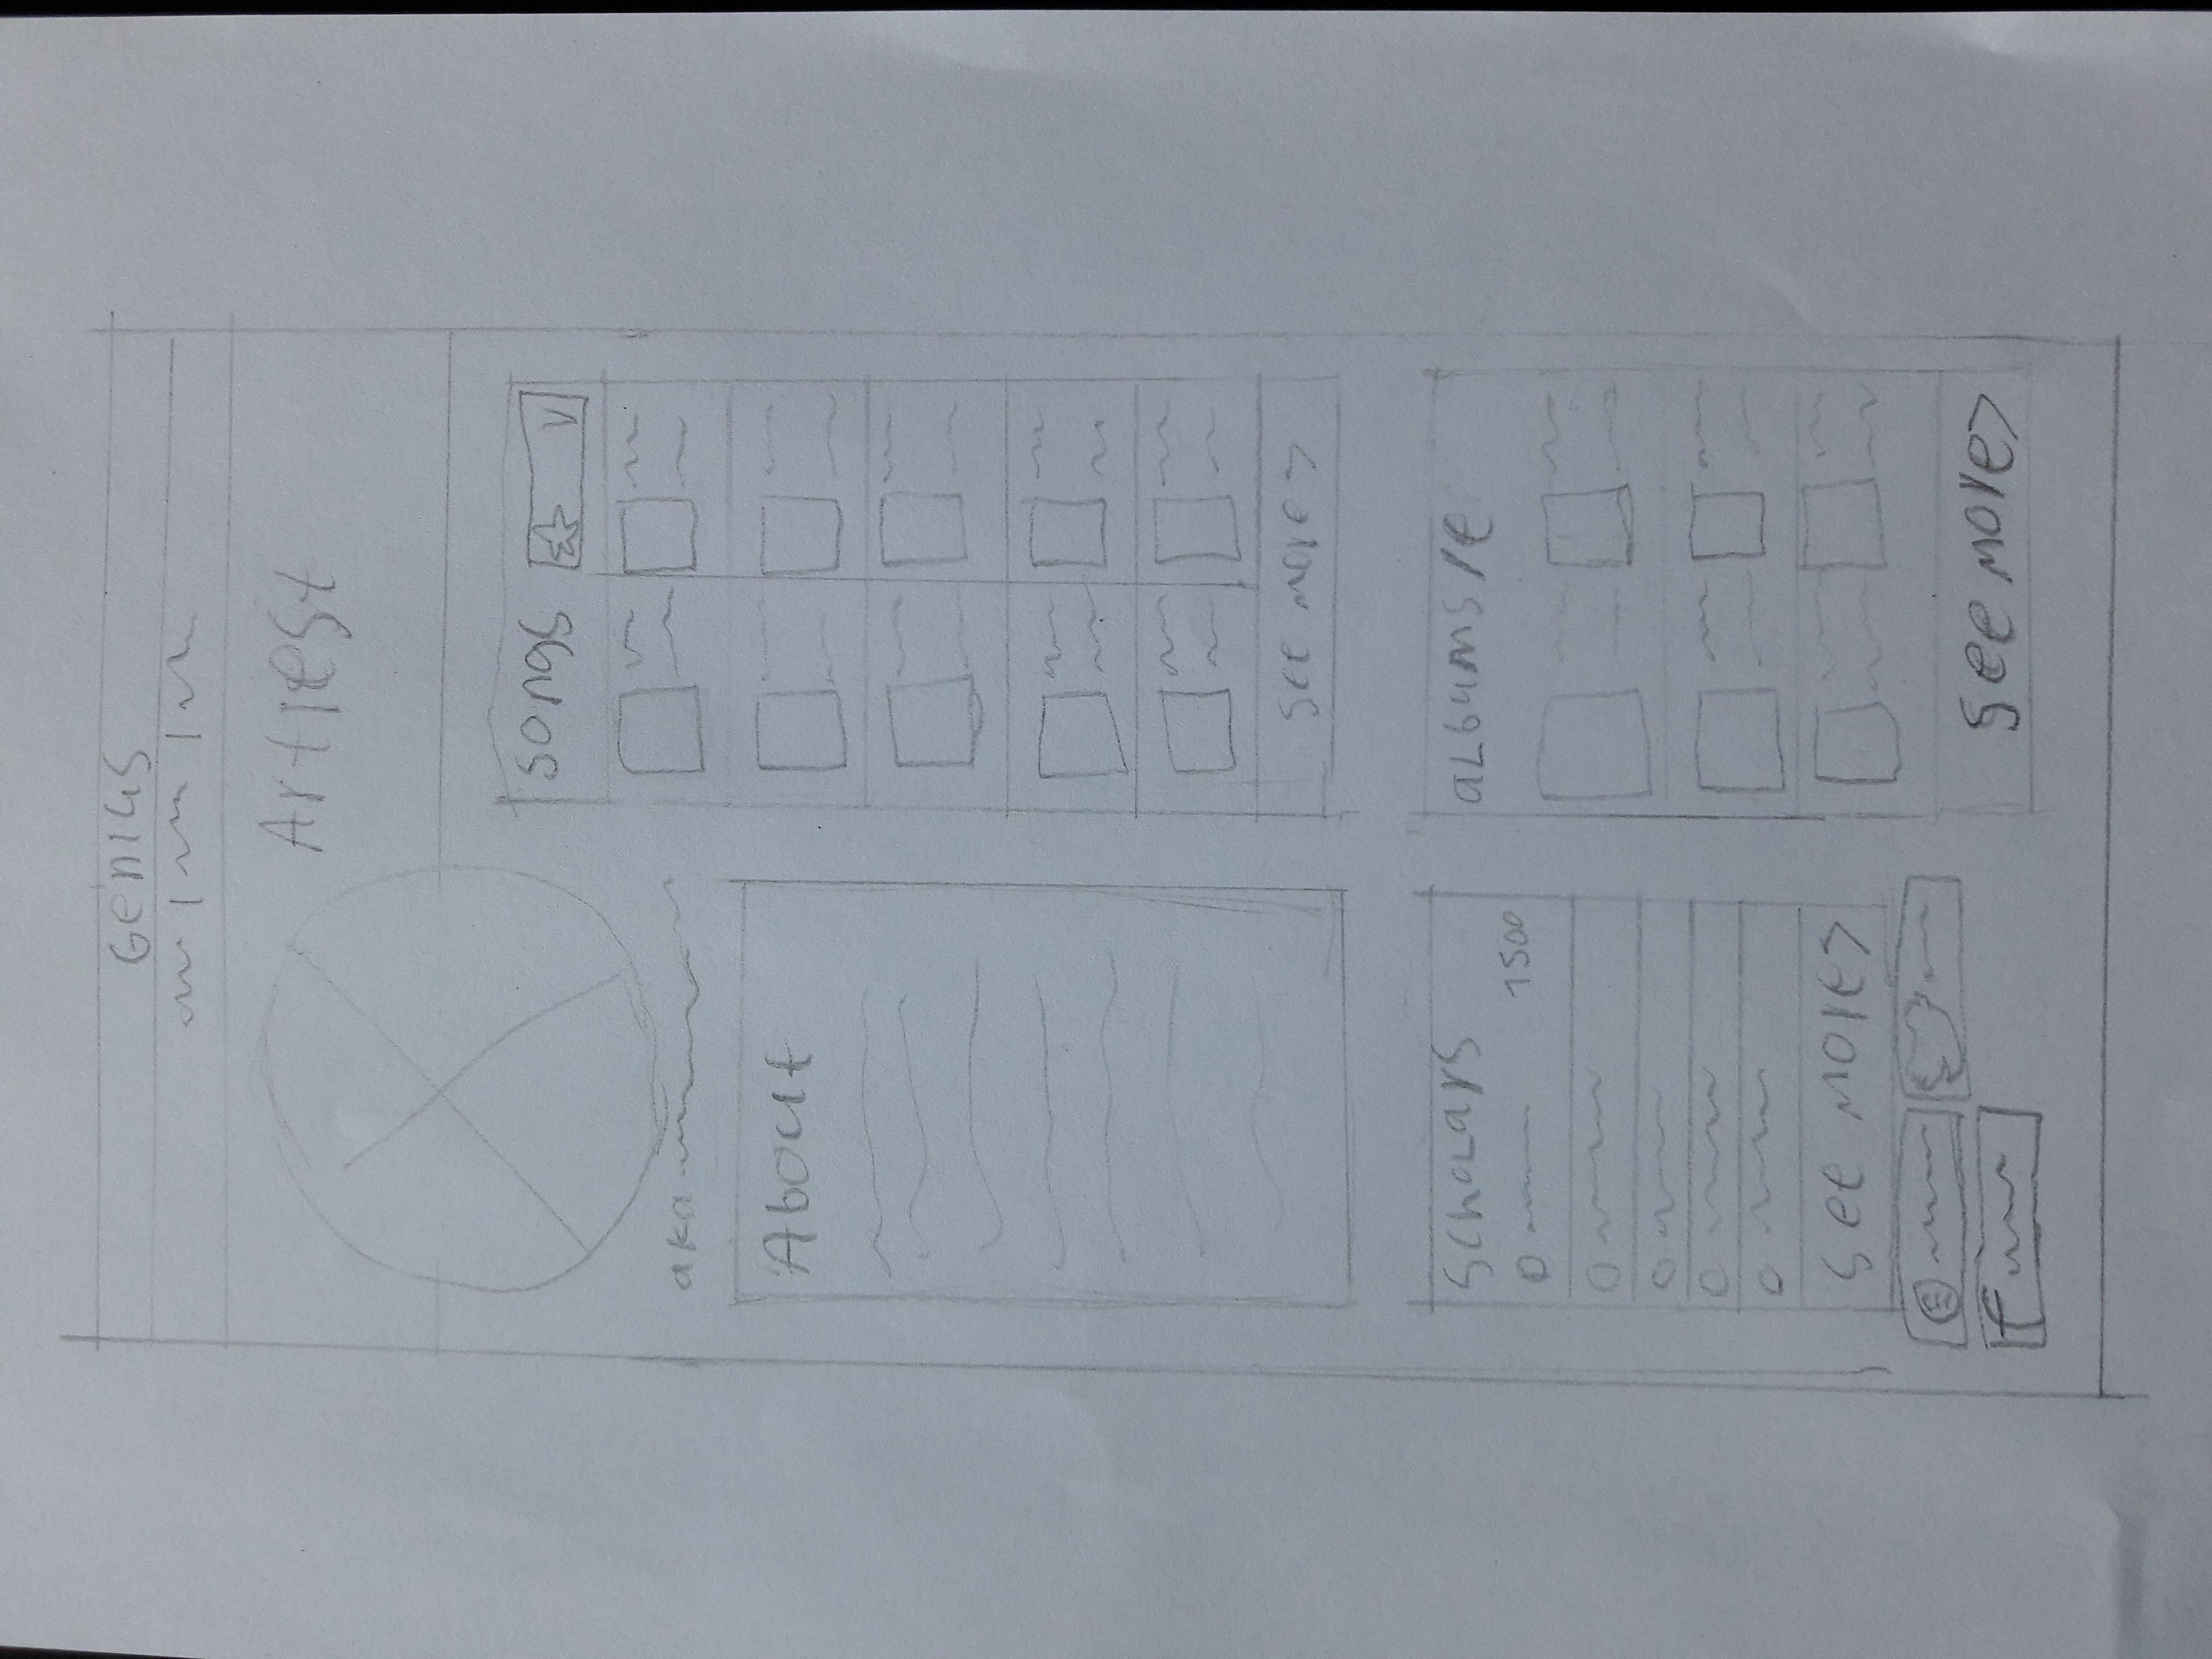 Genius
Artiest
songs
aka
About
see more >
scholars
1500
see more >
albums / e
see more >
f